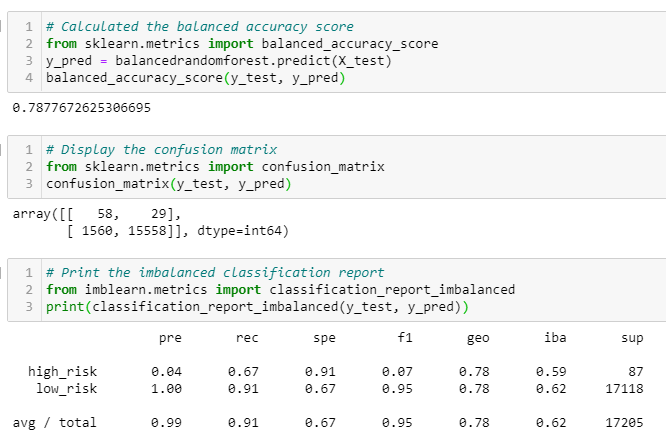 1 # Calculated the balanced accuracy score
2 from sklearn.metrics import balanced_accuracy_score
3 y_pred = balancedrandomforest.predict(X_test)
4 balanced_accuracy_score(y_test, y_pred)
0.7877672625306695
1 # Display the confusion matrix
2 from sklearn.metrics import confusion_matrix
3 confusion_matrix(y_test, y_pred)
array([[   58,    29],
       [ 1560, 15558]], dtype=int64)
1 # Print the imbalanced classification report
2 from imblearn.metrics import classification_report_imbalanced
3 print(classification_report_imbalanced(y_test, y_pred))
pre rec spe f1 geo iba sup
high_risk 0.04 0.67 0.91 0.07 0.78 0.59 87
low_risk 1.00 0.91 0.67 0.95 0.78 0.62 17118
avg / total 0.99 0.91 0.67 0.95 0.78 0.62 17205